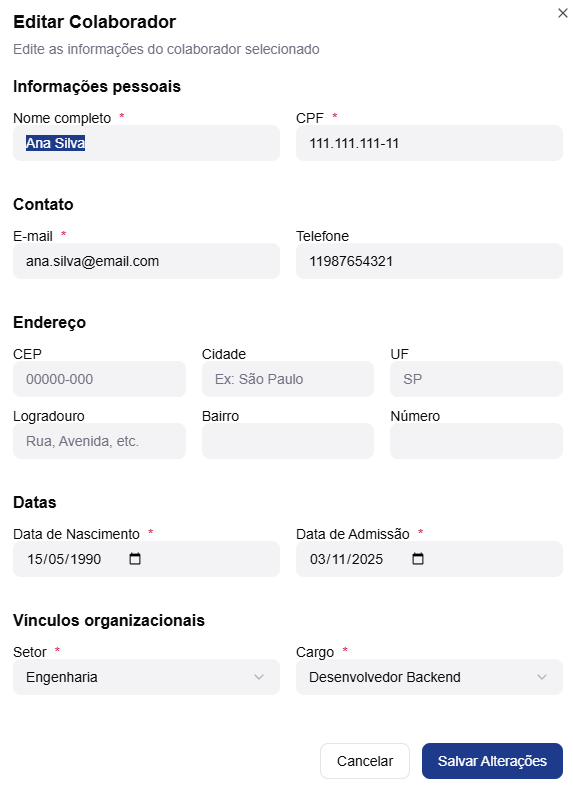 Editar Colaborador
Edite as informações do colaborador selecionado
Informações pessoais
Nome completo * CPF *
Ana Silva 111.111.111-11
Contato
E-mail * Telefone
ana.silva@email.com 11987654321
Endereço
CEP Cidade UF
00000-000 Ex: São Paulo SP
Logradouro Bairro Número
Rua, Avenida, etc.
Datas
Data de Nascimento * Data de Admissão *
15/05/1990 03/11/2025
Vínculos organizacionais
Setor * Cargo *
Engenharia Desenvolvedor Backend
Cancelar Salvar Alterações